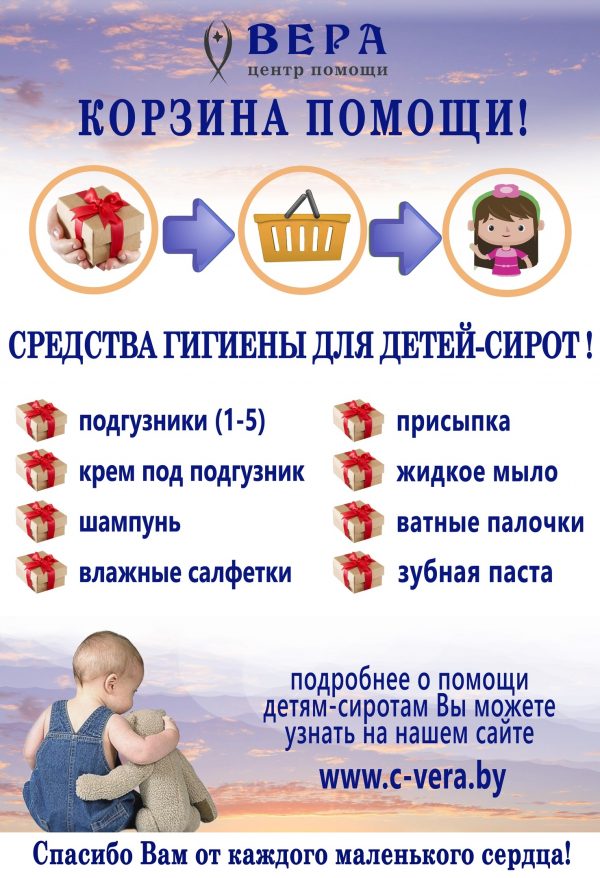 ВЕРА
центр помощи
КОРЗИНА ПОМОЩИ!
СРЕДСТВА ГИГИЕНЫ ДЛЯ ДЕТЕЙ-СИРОТ !
подгузники (1-5)
крем под подгузник
шампунь
влажные салфетки
присыпка
жидкое мыло
ватные палочки
зубная паста
подробнее о помощи
детям-сиротам Вы можете
узнать на нашем сайте
www.c-vera.by
Спасибо Вам от каждого маленького сердца!